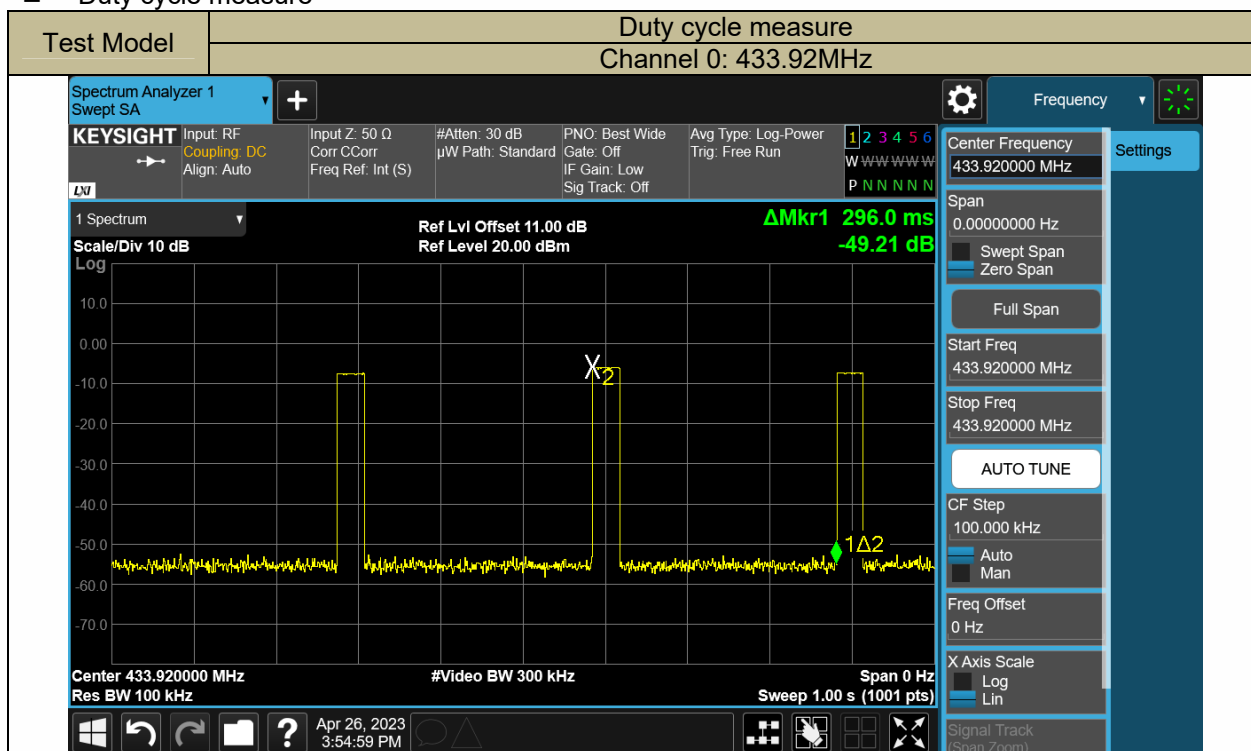 Duty cycle measure
Test Model
Duty cycle measure
Channel 0: 433.92MHz
Spectrum Analyzer 1
Swept SA
Frequency
KEYSIGHT
Input: RF
Coupling: DC
Align: Auto
Input Z: 50 Ω
Corr CCorr
Freq Ref: Int (S)
#Atten: 30 dB
µW Path: Standard
PNO: Best Wide
Gate: Off
IF Gain: Low
Sig Track: Off
Avg Type: Log-Power
Trig: Free Run
1 2 3 4 5 6
W W W W W W
P N N N N N
LXI
Center Frequency
433.920000 MHz
Settings
Span
0.00000000 Hz
Swept Span
Zero Span
Full Span
Start Freq
433.920000 MHz
Stop Freq
433.920000 MHz
AUTO TUNE
CF Step
100.000 kHz
Auto
Man
Freq Offset
0 Hz
X Axis Scale
Log
Lin
Signal Track
(Span Zoom)
1 Spectrum
Scale/Div 10 dB
Log
Ref Lvl Offset 11.00 dB
Ref Level 20.00 dBm
ΔMkr1 296.0 ms
-49.21 dB
10.0
0.00
-10.0
-20.0
-30.0
-40.0
-50.0
-60.0
-70.0
X2
1Δ2
Center 433.920000 MHz
Res BW 100 kHz
#Video BW 300 kHz
Span 0 Hz
Sweep 1.00 s (1001 pts)
?
Apr 26, 2023
3:54:59 PM